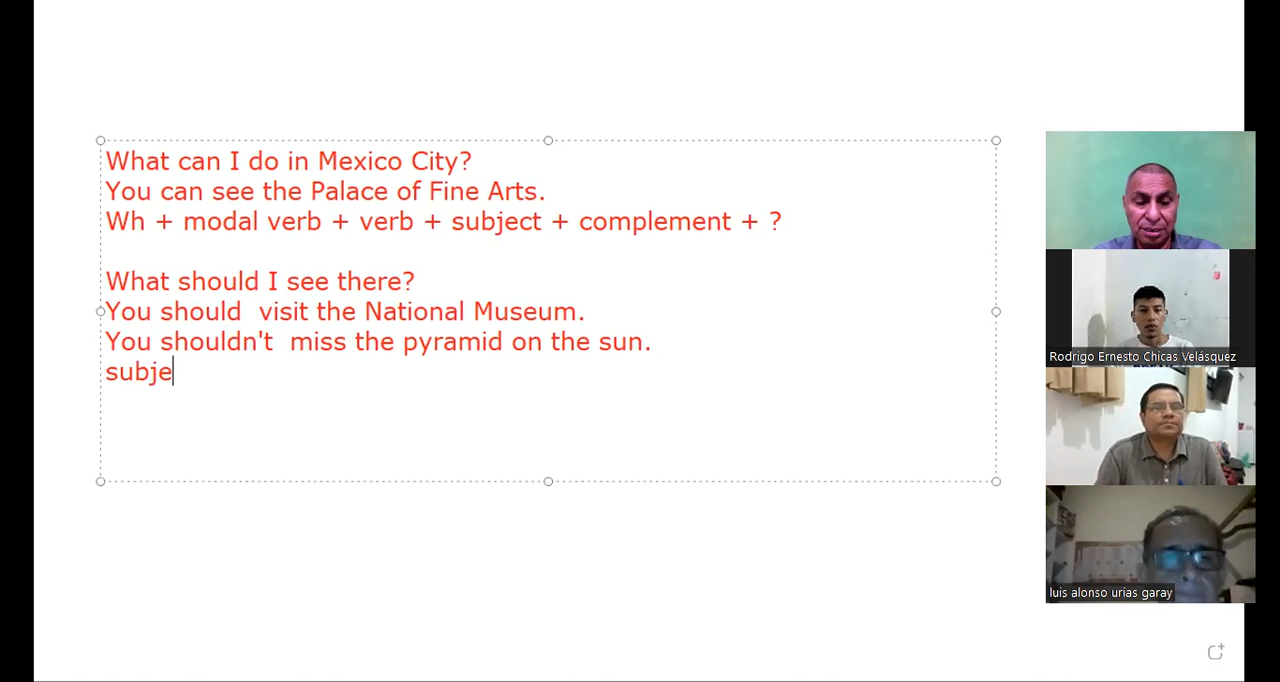 What can I do in Mexico City?
You can see the Palace of Fine Arts.
Wh + modal verb + verb + subject + complement + ?
What should I see there?
You should  visit the National Museum.
You shouldn't  miss the pyramid on the sun.
subje
Rodrigo Ernesto Chicas Velásquez
luis alonso urias garay